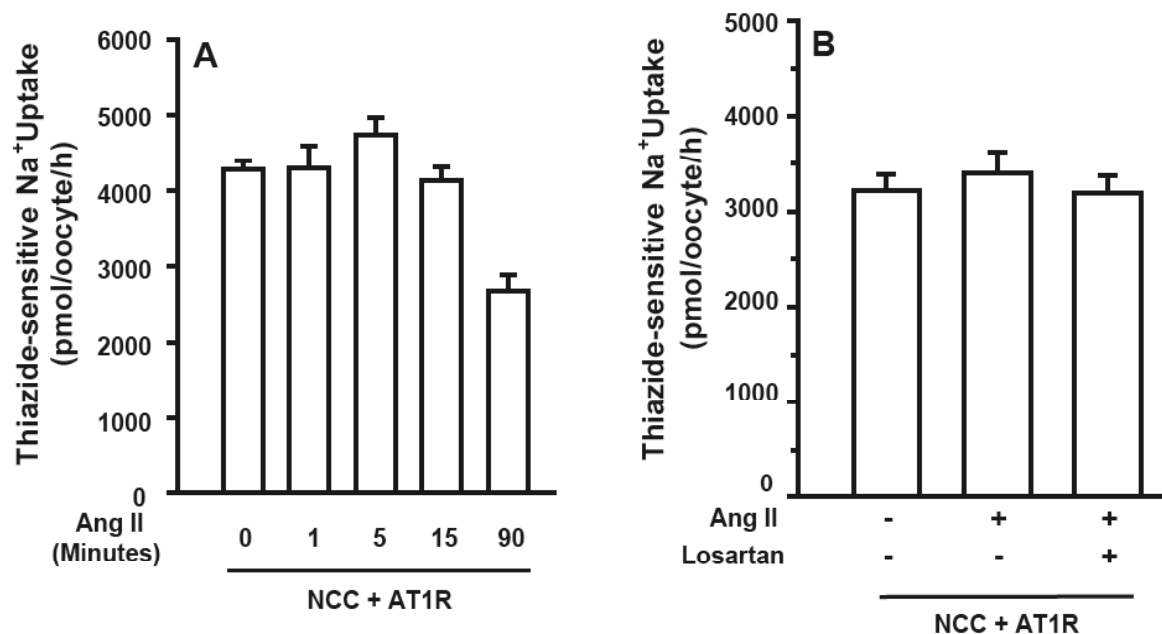 A
Thiazide-sensitive Na+Uptake
(pmol/oocyte/h)
6000
5000
4000
3000
2000
1000
0
Ang II
(Minutes)
0 1 5 15 90
NCC + AT1R
B
Thiazide-sensitive Na+Uptake
(pmol/oocyte/h)
5000
4000
3000
2000
1000
0
Ang II - + +
Losartan - - +
NCC + AT1R